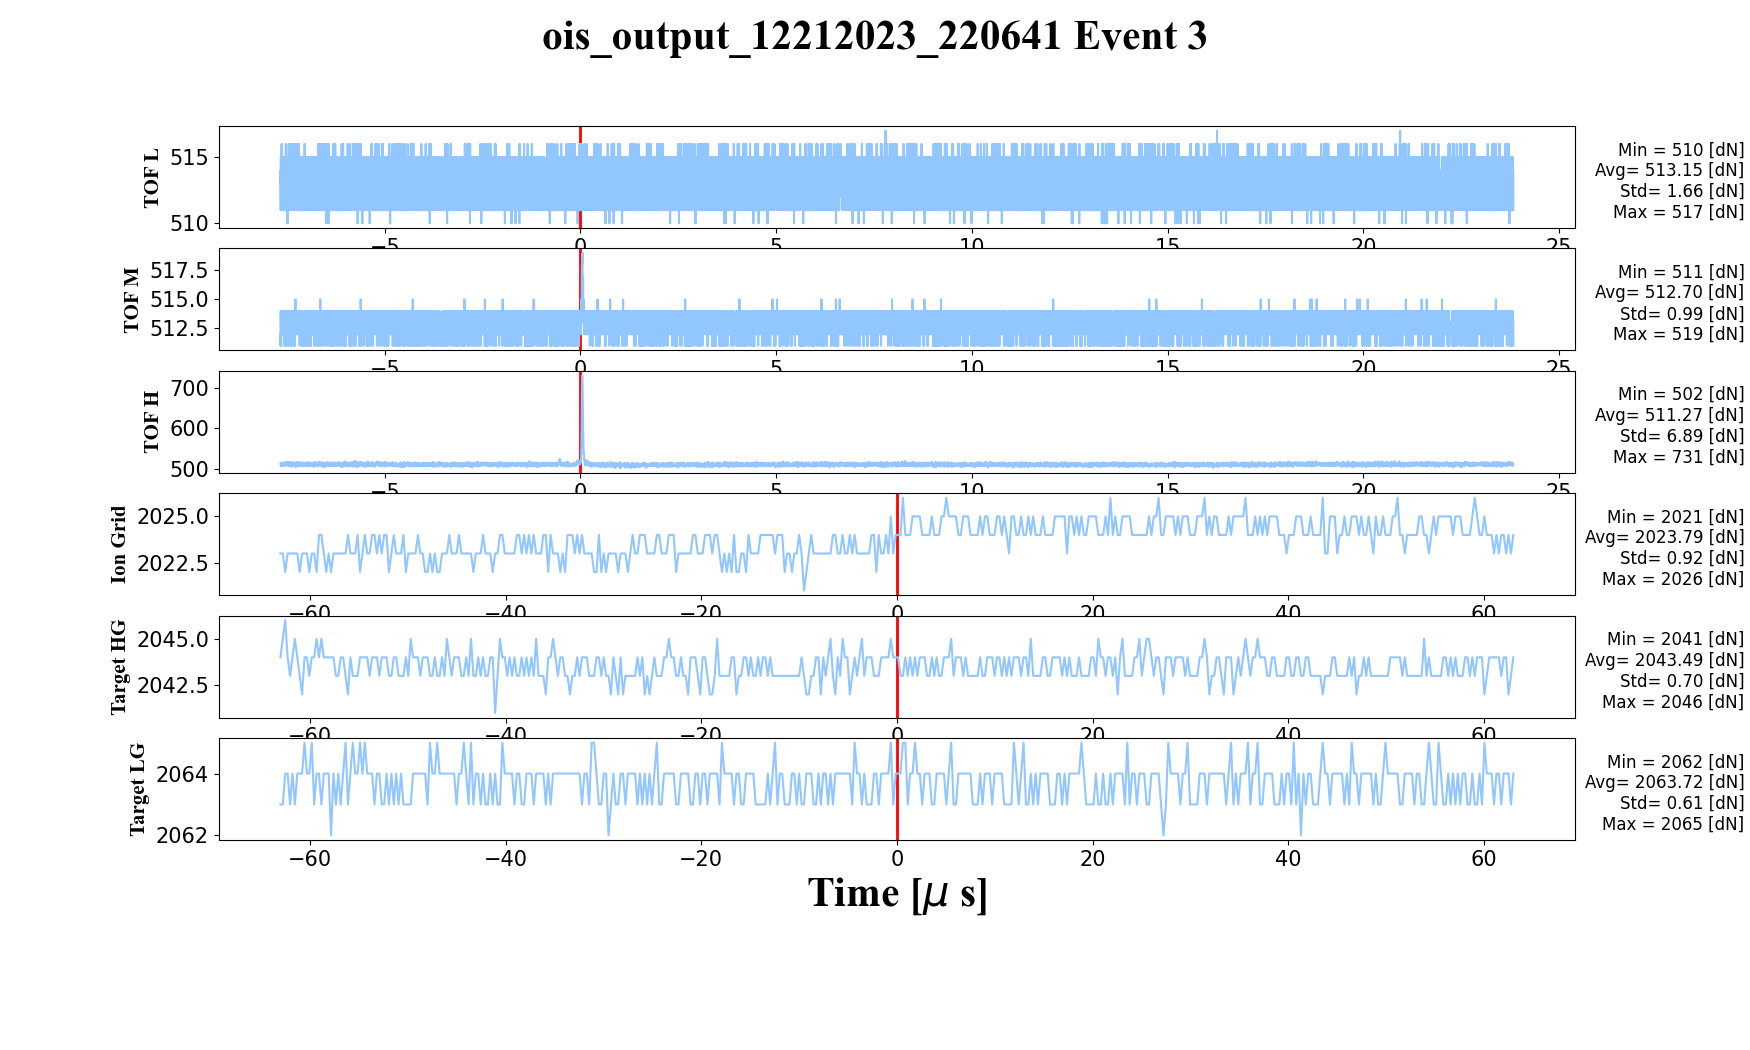 ois_output_12212023_220641 Event 3
TOF L
515
510
Min = 510 [dN]
Avg= 513.15 [dN]
Std= 1.66 [dN]
Max = 517 [dN]
−5 0 5 10 15 20 25
TOF M
517.5
515.0
512.5
Min = 511 [dN]
Avg= 512.70 [dN]
Std= 0.99 [dN]
Max = 519 [dN]
−5 0 5 10 15 20 25
TOF H
700
600
500
Min = 502 [dN]
Avg= 511.27 [dN]
Std= 6.89 [dN]
Max = 731 [dN]
−5 0 5 10 15 20 25
Ion Grid
2025.0
2022.5
Min = 2021 [dN]
Avg= 2023.79 [dN]
Std= 0.92 [dN]
Max = 2026 [dN]
−60 −40 −20 0 20 40 60
Target HG
2045.0
2042.5
Min = 2041 [dN]
Avg= 2043.49 [dN]
Std= 0.70 [dN]
Max = 2046 [dN]
−60 −40 −20 0 20 40 60
Target LG
2064
2062
Min = 2062 [dN]
Avg= 2063.72 [dN]
Std= 0.61 [dN]
Max = 2065 [dN]
−60 −40 −20 0 20 40 60
Time [μ s]